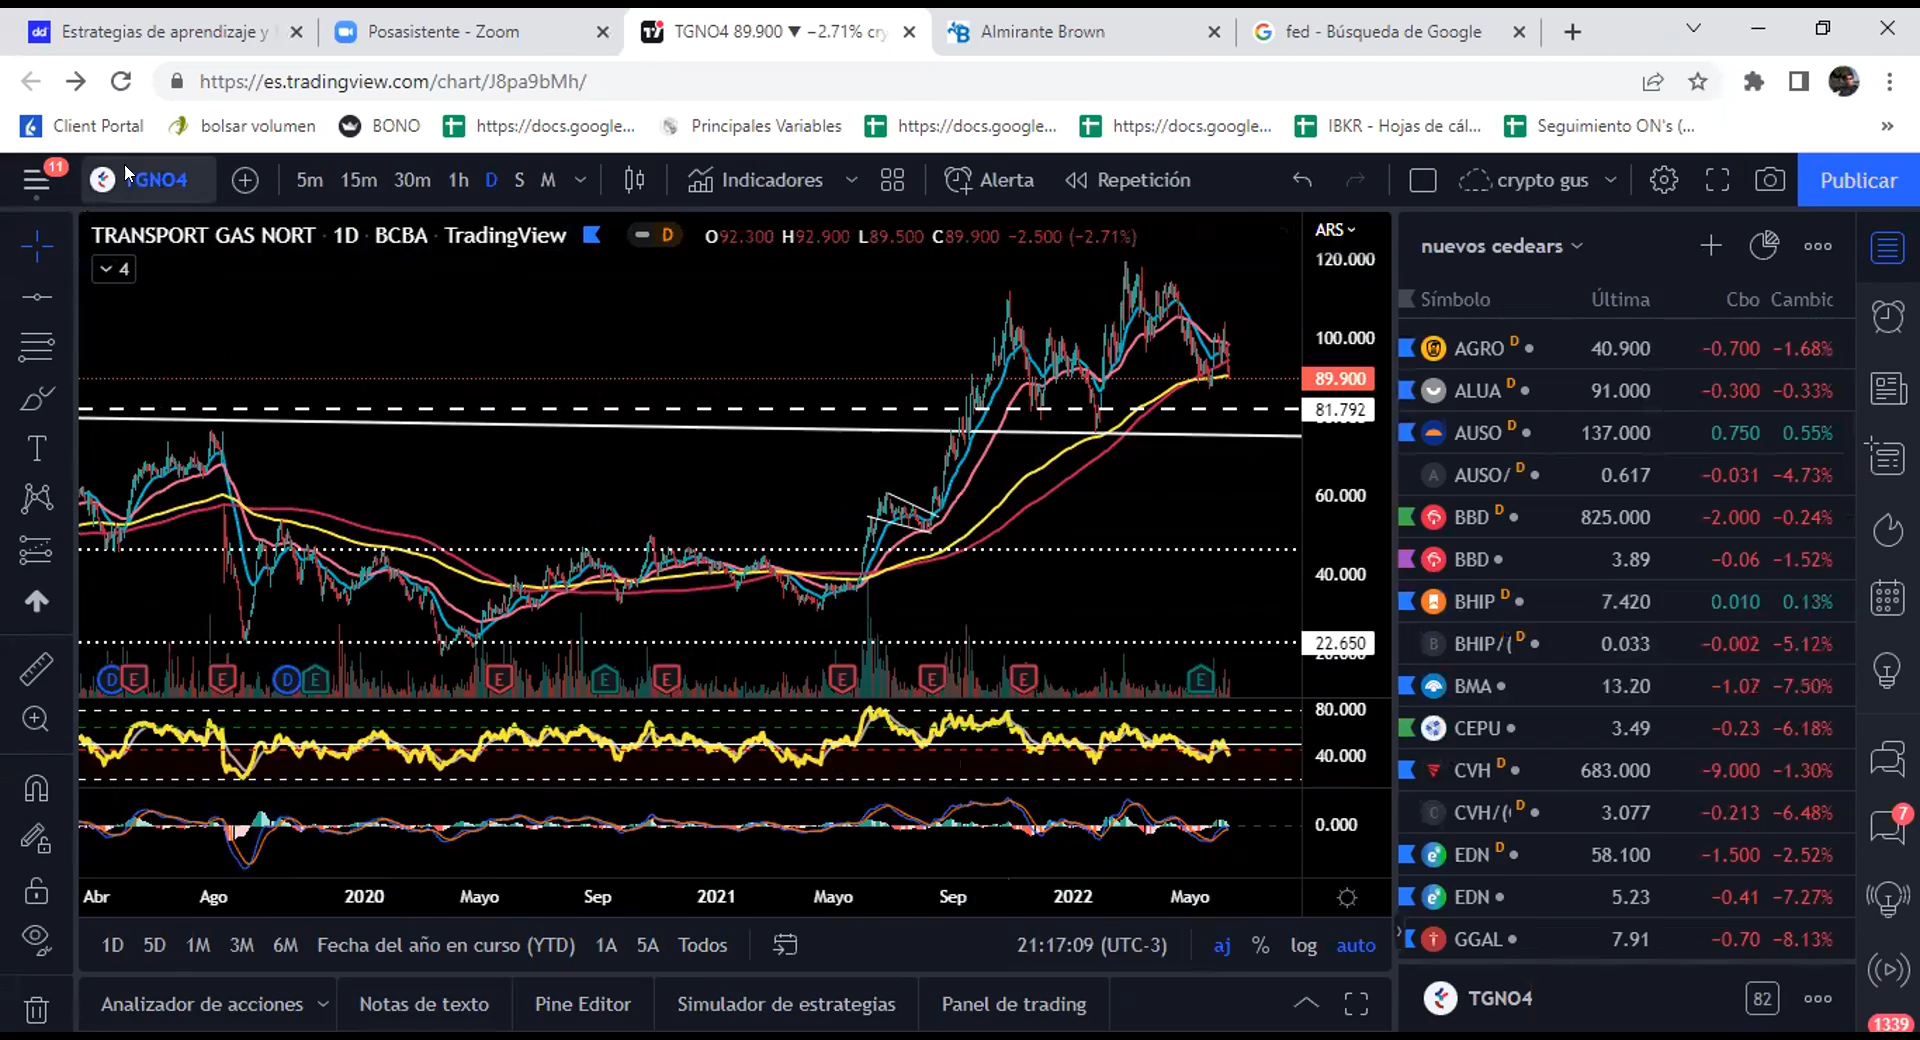 Estrategias de aprendizaje y
Posasistente - Zoom
TGNO4 89.900 ▼ −2.71% cry
Almirante Brown
fed - Búsqueda de Google
https://es.tradingview.com/chart/J8pa9bMh/
Client Portal
bolsar volumen
BONO
https://docs.google...
Principales Variables
https://docs.google...
https://docs.google...
IBKR - Hojas de cál...
Seguimiento ON's (...
»
11
TGNO4
5m 15m 30m 1h D S M
Indicadores
Alerta
Repetición
crypto gus
Publicar
TRANSPORT GAS NORT · 1D · BCBA · TradingView
D
O92.300 H92.900 L89.500 C89.900 −2.500 (−2.71%)
4
ARS
120.000
100.000
89.900
81.792
60.000
40.000
22.650
D E E D E E E E E E E E
80.000
40.000
0.000
Abr Ago 2020 Mayo Sep 2021 Mayo Sep 2022 Mayo
1D 5D 1M 3M 6M Fecha del año en curso (YTD) 1A 5A Todos
21:17:09 (UTC-3) aj % log auto
Analizador de acciones
Notas de texto
Pine Editor
Simulador de estrategias
Panel de trading
nuevos cedears
Símbolo Última Cbo Cambic
AGRO D 40.900 −0.700 −1.68%
ALUA D 91.000 −0.300 −0.33%
AUSO D 137.000 0.750 0.55%
A AUSO/ D 0.617 −0.031 −4.73%
BBD D 825.000 −2.000 −0.24%
BBD 3.89 −0.06 −1.52%
BHIP D 7.420 0.010 0.13%
B BHIP/( D 0.033 −0.002 −5.12%
BMA 13.20 −1.07 −7.50%
CEPU 3.49 −0.23 −6.18%
CVH D 683.000 −9.000 −1.30%
C CVH/( D 3.077 −0.213 −6.48%
EDN D 58.100 −1.500 −2.52%
EDN 5.23 −0.41 −7.27%
GGAL 7.91 −0.70 −8.13%
TGNO4 82
7
1339